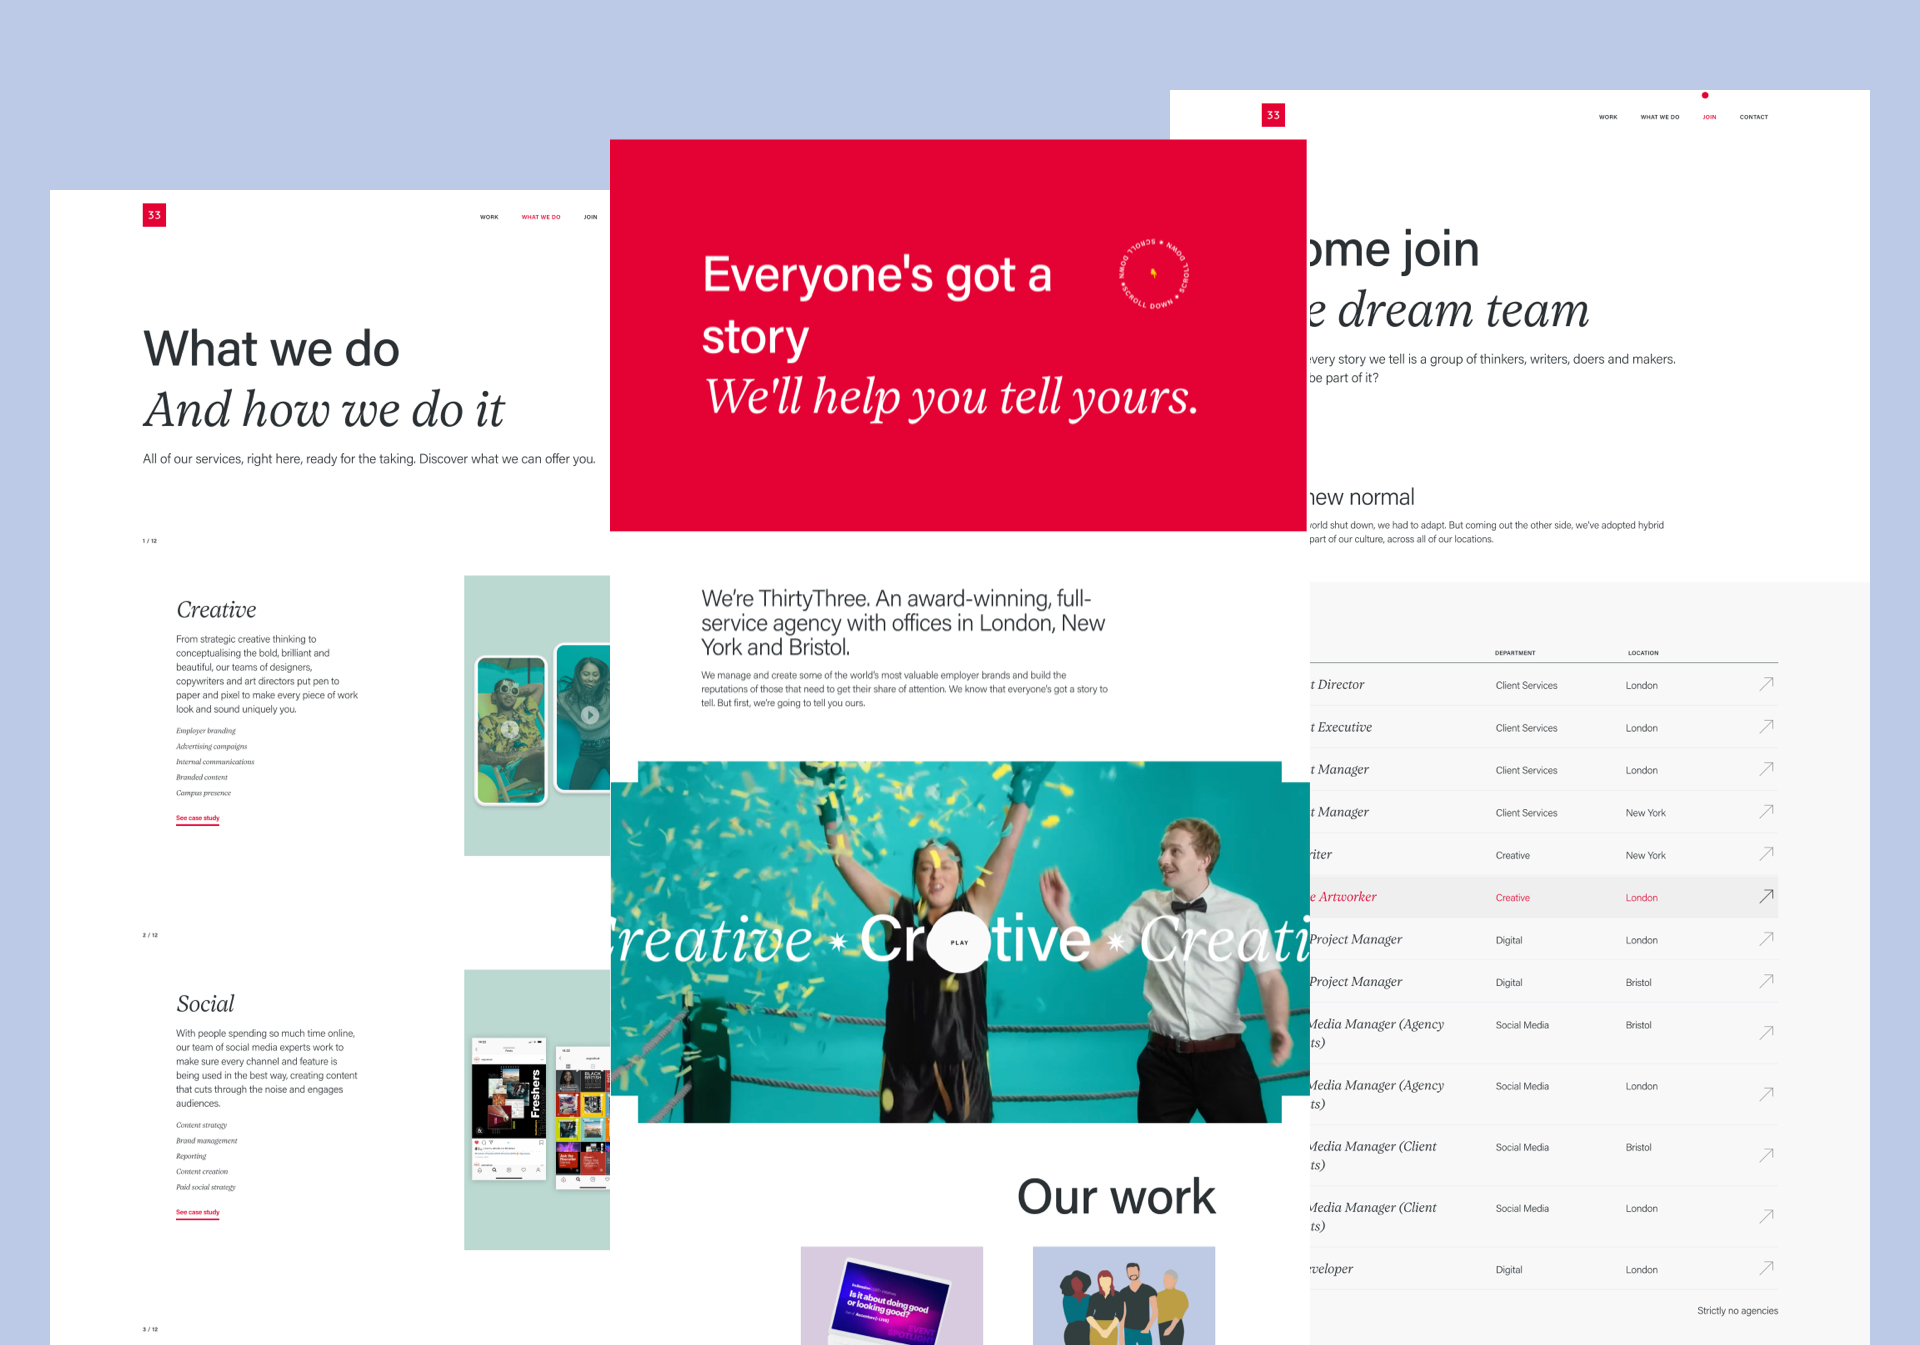 33
WORK WHAT WE DO JOIN
What we do
And how we do it
All of our services, right here, ready for the taking. Discover what we can offer you.
1 / 12
Creative
From strategic creative thinking to
conceptualising the bold, brilliant and
beautiful, our teams of designers,
copywriters and art directors put pen to
paper and pixel to make every piece of work
look and sound uniquely you.
Employer branding
Advertising campaigns
Internal communications
Branded content
Campus presence
See case study
2 / 12
Social
With people spending so much time online,
our team of social media experts work to
make sure every channel and feature is
being used in the best way, creating content
that cuts through the noise and engages
audiences.
Content strategy
Brand management
Reporting
Content creation
Paid social strategy
See case study
Freshers
BLACK
3 / 12
Everyone's got a
story
We'll help you tell yours.
SCROLL DOWN * SCROLL DOWN * SCROLL DOWN *
We're ThirtyThree. An award-winning, full-
service agency with offices in London, New
York and Bristol.
We manage and create some of the world's most valuable employer brands and build the
reputations of those that need to get their share of attention. We know that everyone's got a story to
tell. But first, we're going to tell you ours.
reative * Cr tive * Creati
PLAY
Our work
Is it about doing good
or looking good?
33
WORK WHAT WE DO JOIN CONTACT
ome join
e dream team
every story we tell is a group of thinkers, writers, doers and makers.
be part of it?
new normal
orld shut down, we had to adapt. But coming out the other side, we've adopted hybrid
part of our culture, across all of our locations.
DEPARTMENT LOCATION
t Director Client Services London
t Executive Client Services London
t Manager Client Services London
t Manager Client Services New York
riter Creative New York
e Artworker Creative London
Project Manager Digital London
Project Manager Digital Bristol
Media Manager (Agency Social Media Bristol
ts)
Media Manager (Agency Social Media London
ts)
Media Manager (Client Social Media Bristol
ts)
Media Manager (Client Social Media London
ts)
veloper Digital London
Strictly no agencies